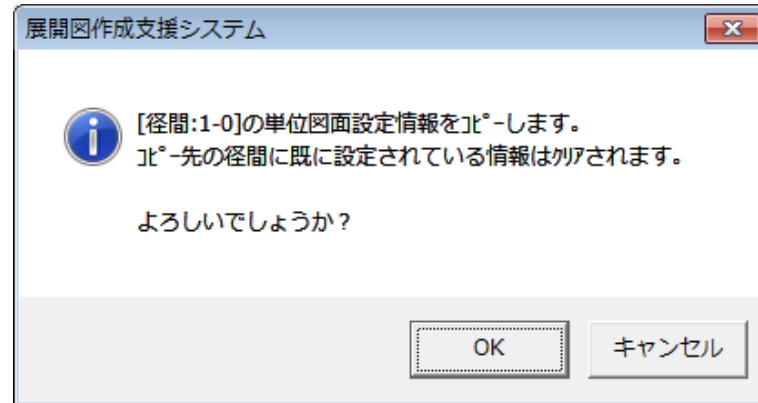 展開図作成支援システム
[径間:1-0]の単位図面設定情報をｺﾋﾟｰします。
ｺﾋﾟｰ先の径間に既に設定されている情報はｸﾘｱされます。
よろしいでしょうか？
OK
キャンセル